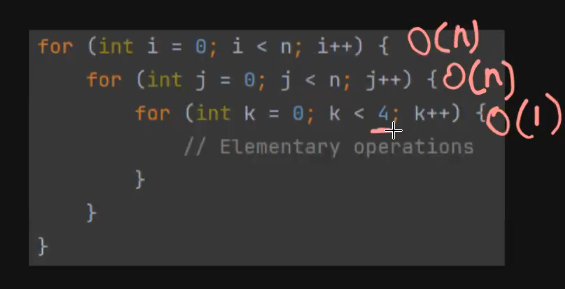 for (int i = 0; i < n; i++) { O(n)
for (int j = 0; j < n; j++) { O(n)
for (int k = 0; k < 4; k++) { O(1)
// Elementary operations
}
}
}